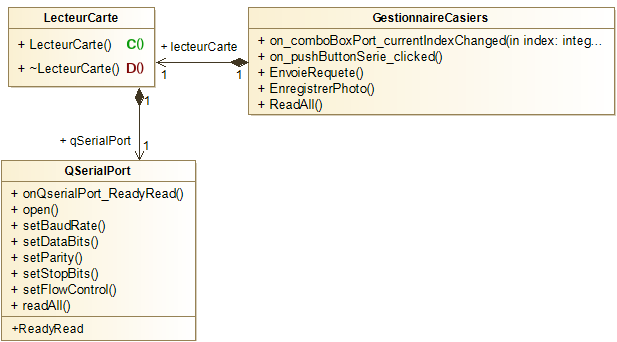 LecteurCarte
+ LecteurCarte() C()
+ ~LecteurCarte() D()
+ lecteurCarte
1
1
GestionnaireCasiers
+ on_comboBoxPort_currentIndexChanged(in index: integ...
+ on_pushButtonSerie_clicked()
+ EnvoieRequete()
+ EnregistrerPhoto()
+ ReadAll()
1
+ qSerialPort
1
QSerialPort
+ onQserialPort_ReadyRead()
+ open()
+ setBaudRate()
+ setDataBits()
+ setParity()
+ setStopBits()
+ setFlowControl()
+ readAll()
+ReadyRead